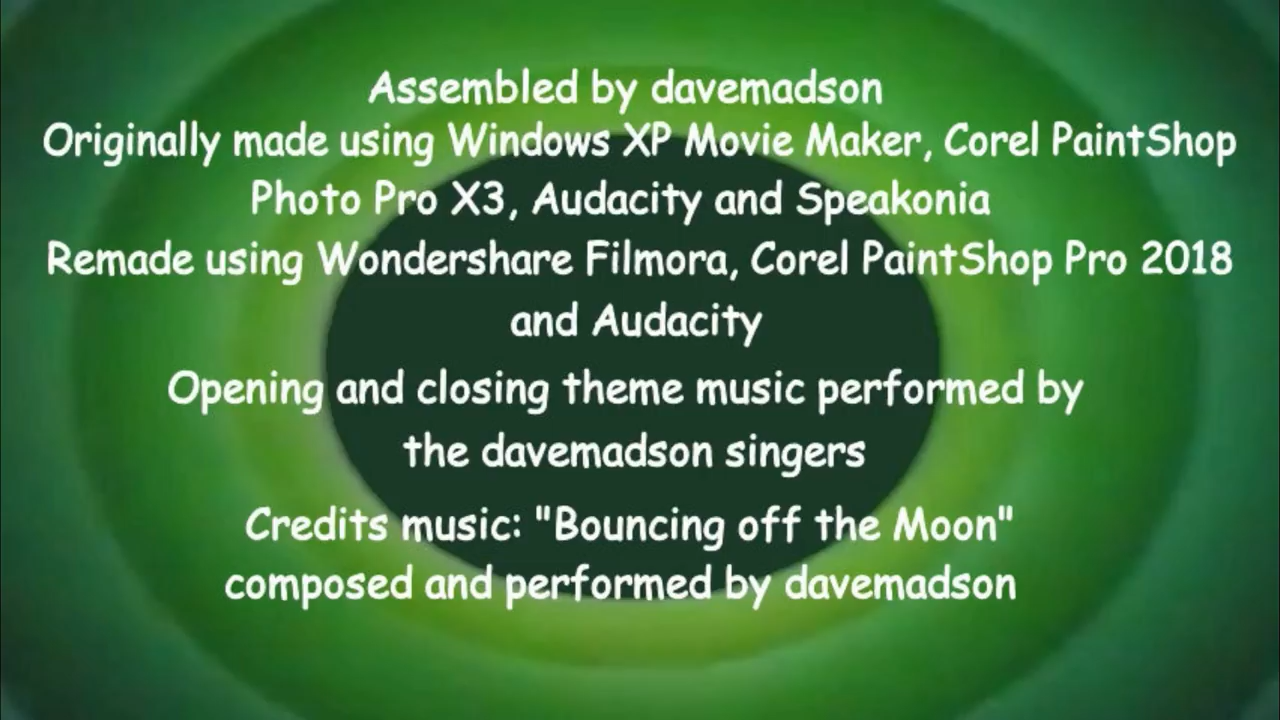 Assembled by davemadson
Originally made using Windows XP Movie Maker, Corel PaintShop
Photo Pro X3, Audacity and Speakonia
Remade using Wondershare Filmora, Corel PaintShop Pro 2018
and Audacity
Opening and closing theme music performed by
the davemadson singers
Credits music: "Bouncing off the Moon"
composed and performed by davemadson